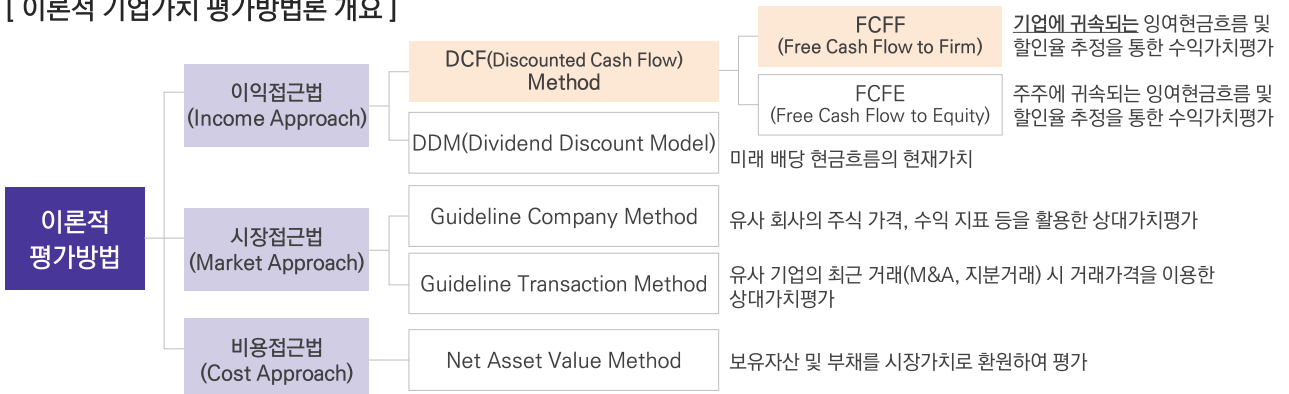 [ 이론적 기업가치 평가방법론 개요 ]
이론적
평가방법
이익접근법
(Income Approach)
DCF(Discounted Cash Flow)
Method
FCFF
(Free Cash Flow to Firm)
기업에 귀속되는 잉여현금흐름 및
할인율 추정을 통한 수익가치평가
FCFE
(Free Cash Flow to Equity)
주주에 귀속되는 잉여현금흐름 및
할인율 추정을 통한 수익가치평가
DDM(Dividend Discount Model)
미래 배당 현금흐름의 현재가치
시장접근법
(Market Approach)
Guideline Company Method
유사 회사의 주식 가격, 수익 지표 등을 활용한 상대가치평가
Guideline Transaction Method
유사 기업의 최근 거래(M&A, 지분거래) 시 거래가격을 이용한
상대가치평가
비용접근법
(Cost Approach)
Net Asset Value Method
보유자산 및 부채를 시장가치로 환원하여 평가